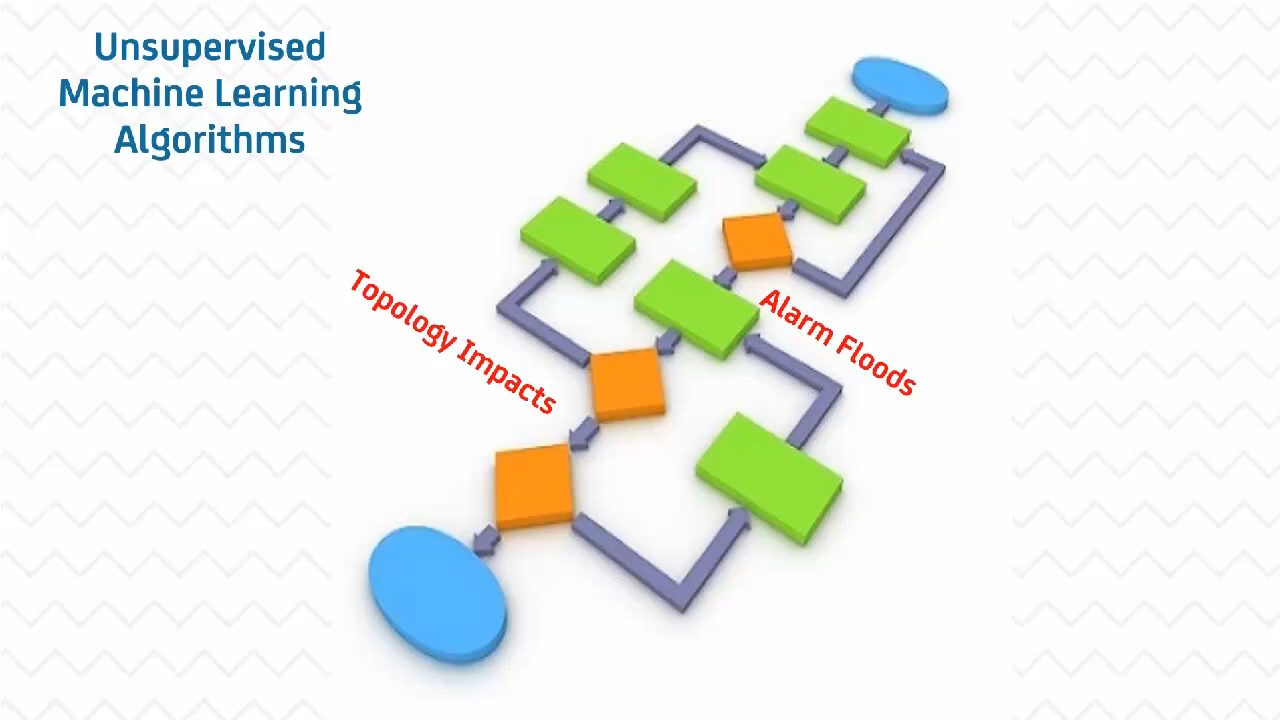 Unsupervised
Machine Learning
Algorithms
Topology Impacts
Alarm Floods